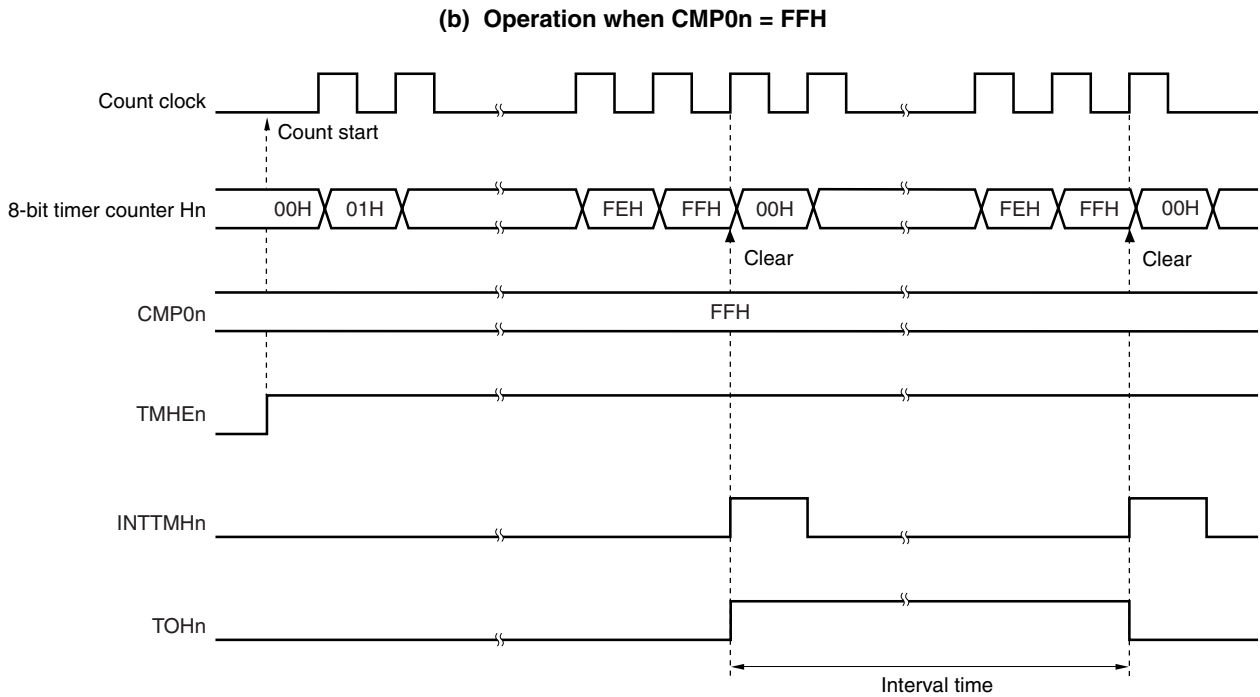 (b) Operation when CMP0n = FFH
Count clock
Count start
8-bit timer counter Hn
00H
01H
FEH
FFH
00H
FEH
FFH
00H
Clear
Clear
CMP0n
FFH
TMHEn
INTTMHn
TOHn
Interval time